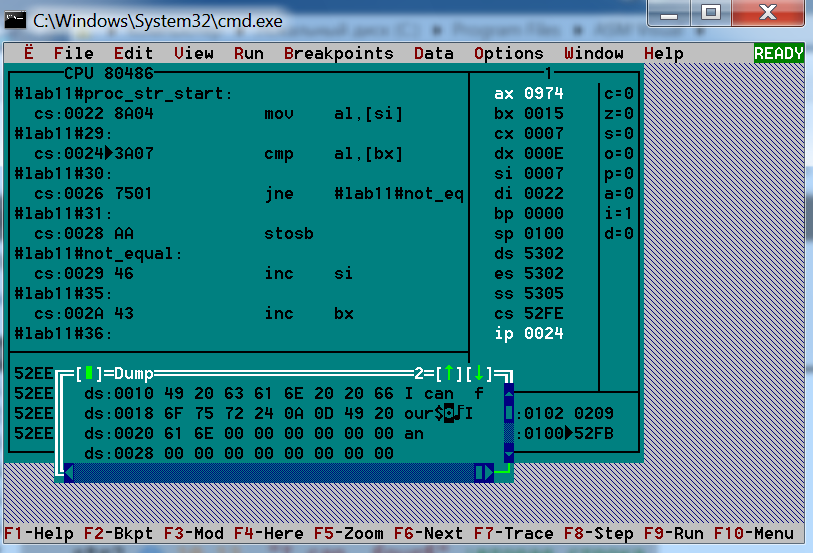 C:\Windows\System32\cmd.exe
Ë File Edit View Run Breakpoints Data Options Window Help READY
CPU 80486 1
#lab11#proc_str_start: ax 0974 c=0
cs:0022 8A04 mov al,[si] bx 0015 z=0
#lab11#29: cx 0007 s=0
cs:0024►3A07 cmp al,[bx] dx 000E o=0
#lab11#30: si 0007 p=0
cs:0026 7501 jne #lab11#not_eq di 0022 a=0
#lab11#31: bp 0000 i=1
cs:0028 AA stosb sp 0100 d=0
#lab11#not_equal: ds 5302
cs:0029 46 inc si es 5302
#lab11#35: ss 5305
cs:002A 43 inc bx cs 52FE
#lab11#36: ip 0024
52EE [▮]=Dump 2=[↑][↓]
52EE ds:0010 49 20 63 61 6E 20 20 66 I can  f
52EE ds:0018 6F 75 72 24 0A 0D 49 20 our$◙♪I :0102 0209
52EE ds:0020 61 6E 00 00 00 00 00 00 an :0100►52FB
ds:0028 00 00 00 00 00 00 00 00
F1-Help F2-Bkpt F3-Mod F4-Here F5-Zoom F6-Next F7-Trace F8-Step F9-Run F10-Menu